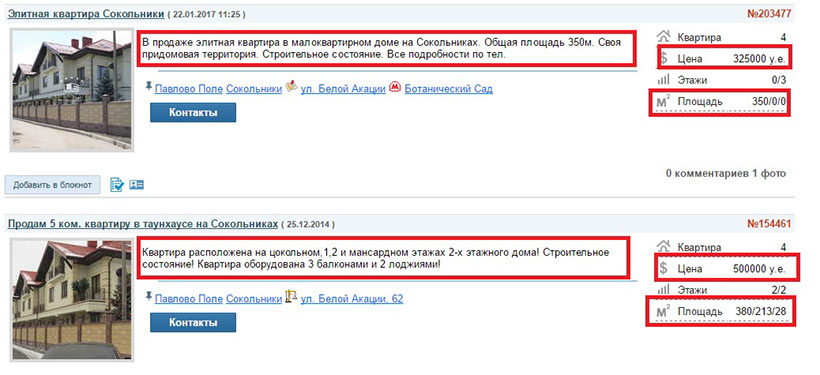 Элитная квартира Сокольники ( 22.01.2017 11:25 )
№203477
В продаже элитная квартира в малоквартирном доме на Сокольниках. Общая площадь 350м. Своя
придомовая территория. Строительное состояние. Все подробности по тел.
Павлово Поле Сокольники ул. Белой Акации Ботанический Сад
Контакты
Квартира 4
$ Цена 325000 у.е.
Этажи 0/3
М² Площадь 350/0/0
0 комментариев 1 фото
Добавить в блокнот
Продам 5 ком. квартиру в таунхаусе на Сокольниках ( 25.12.2014 )
№154461
Квартира расположена на цокольном,1,2 и мансардном этажах 2-х этажного дома! Строительное
состояние! Квартира оборудована 3 балконами и 2 лоджиями!
Павлово Поле Сокольники ул. Белой Акации, 62
Контакты
Квартира 4
$ Цена 500000 у.е.
Этажи 2/2
М² Площадь 380/213/28